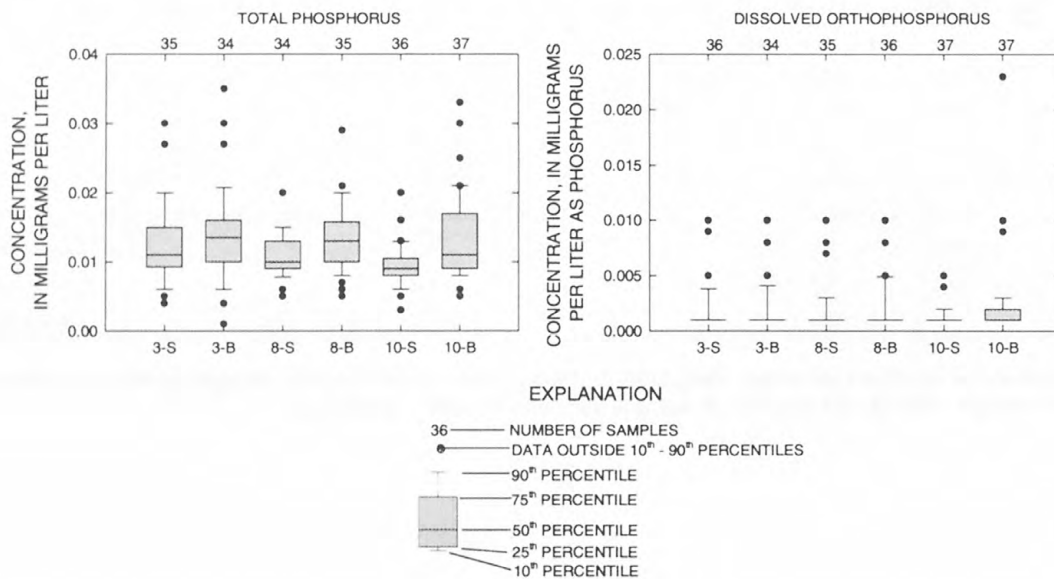 TOTAL PHOSPHORUS
35 34 34 35 36 37
CONCENTRATION,
IN MILLIGRAMS PER LITER
0.04
0.03
0.02
0.01
0.00
3-S 3-B 8-S 8-B 10-S 10-B
DISSOLVED ORTHOPHOSPHORUS
36 34 35 36 37 37
CONCENTRATION, IN MILLIGRAMS
PER LITER AS PHOSPHORUS
0.025
0.020
0.015
0.010
0.005
0.000
3-S 3-B 8-S 8-B 10-S 10-B
EXPLANATION
36 NUMBER OF SAMPLES
DATA OUTSIDE 10th - 90th PERCENTILES
90th PERCENTILE
75th PERCENTILE
50th PERCENTILE
25th PERCENTILE
10th PERCENTILE